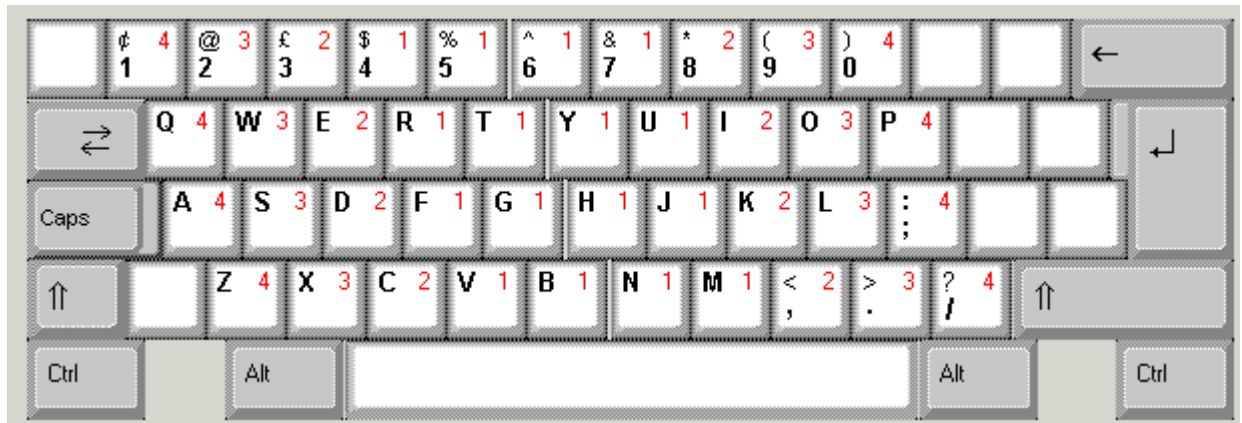 ¢ 4 @ 3 £ 2 $ 1 % 1 ^ 1 & 1 * 2 ( 3 ) 4 ←
1 2 3 4 5 6 7 8 9 0
⇄ Q 4 W 3 E 2 R 1 T 1 Y 1 U 1 I 2 O 3 P 4 ↵
Caps A 4 S 3 D 2 F 1 G 1 H 1 J 1 K 2 L 3 : 4
;
⇑ Z 4 X 3 C 2 V 1 B 1 N 1 M 1 < 2 > 3 ? 4 ⇑
, . /
Ctrl Alt Alt Ctrl